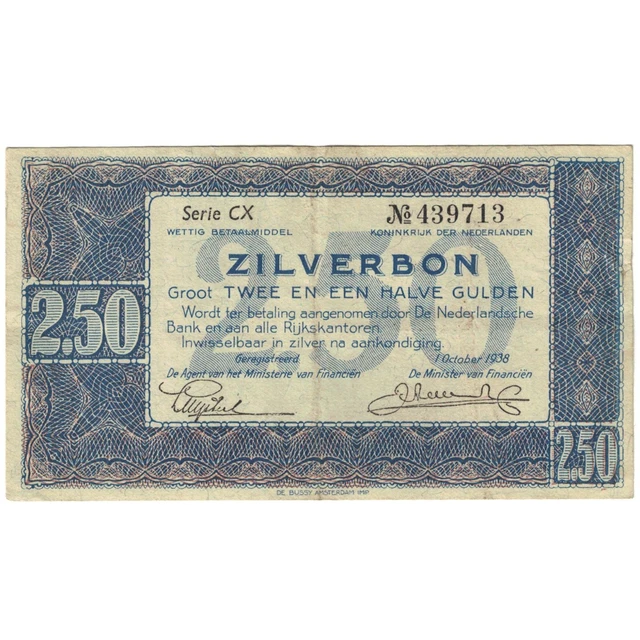 Serie CX № 439713
WETTIG BETAALMIDDEL KONINKRIJK DER NEDERLANDEN
ZILVERBON
Groot TWEE EN EEN HALVE GULDEN
Wordt ter betaling aangenomen door De Nederlandsche
Bank en aan alle Rijkskantoren.
Inwisselbaar in zilver na aankondiging.
Geregistreerd 1 October 1938
De Agent van het Ministerie van Financiën De Minister van Financiën
2.50
2.50
2.50
DE BUSSY AMSTERDAM IMP